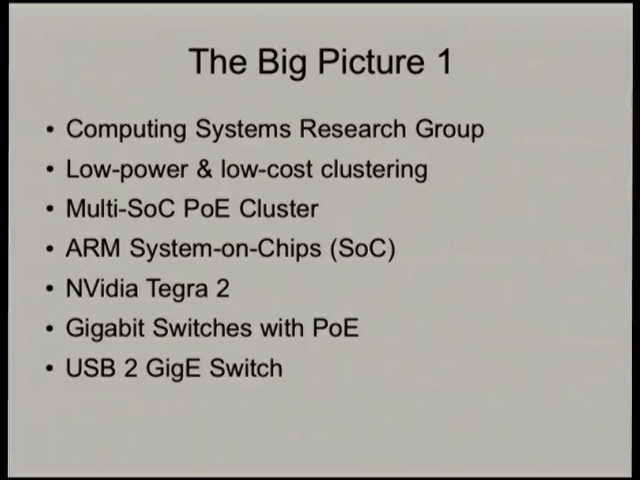 The Big Picture 1
• Computing Systems Research Group
• Low-power & low-cost clustering
• Multi-SoC PoE Cluster
• ARM System-on-Chips (SoC)
• NVidia Tegra 2
• Gigabit Switches with PoE
• USB 2 GigE Switch